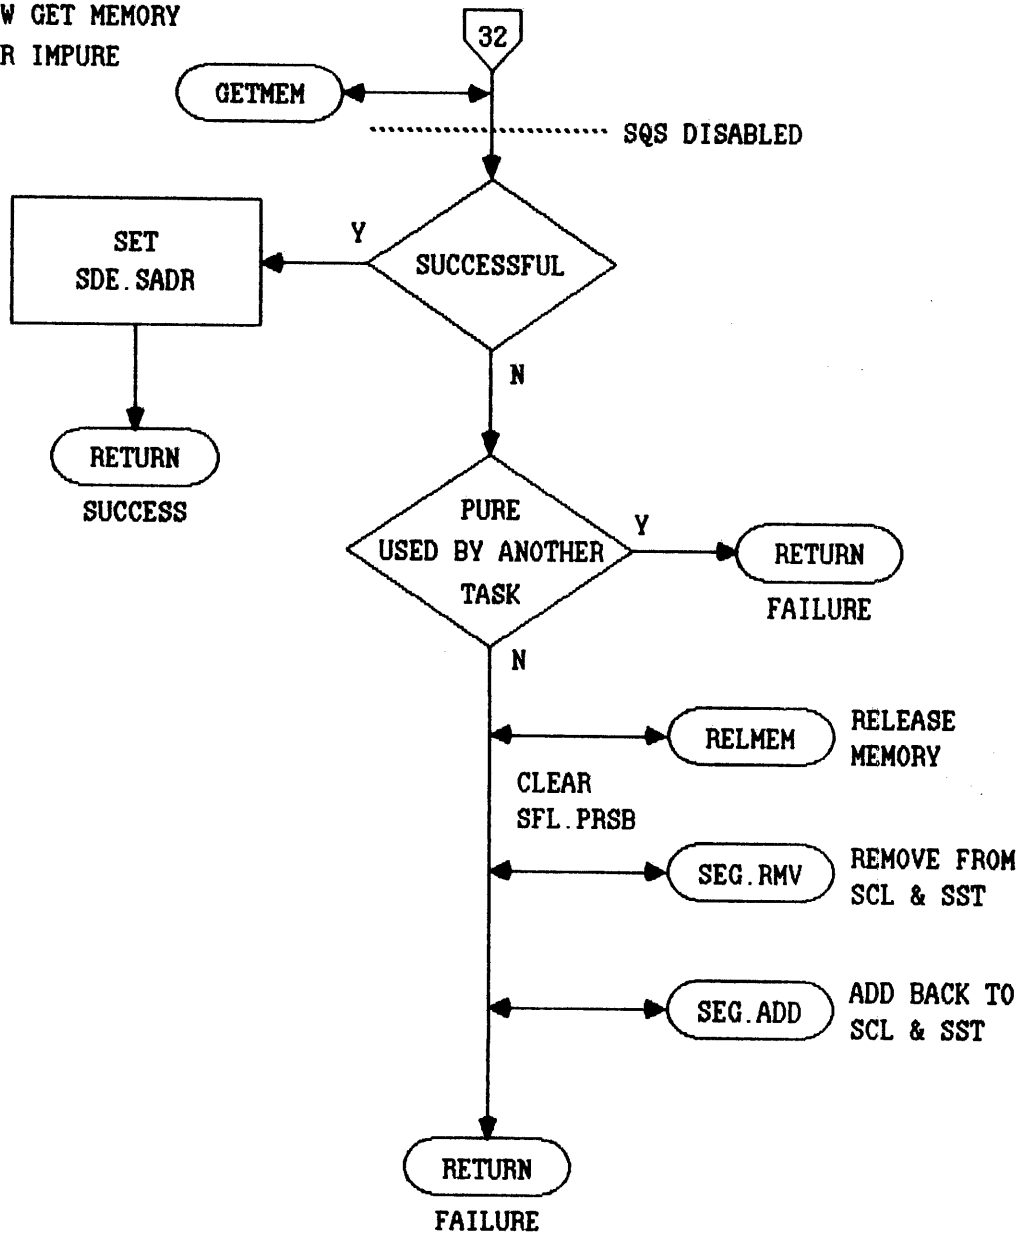 W GET MEMORY
R IMPURE
32
GETMEM
SQS DISABLED
SUCCESSFUL
Y
SET
SDE.SADR
N
RETURN
SUCCESS
PURE
USED BY ANOTHER
TASK
Y
RETURN
FAILURE
N
RELMEM
RELEASE
MEMORY
CLEAR
SFL.PRSB
SEG.RMV
REMOVE FROM
SCL & SST
SEG.ADD
ADD BACK TO
SCL & SST
RETURN
FAILURE